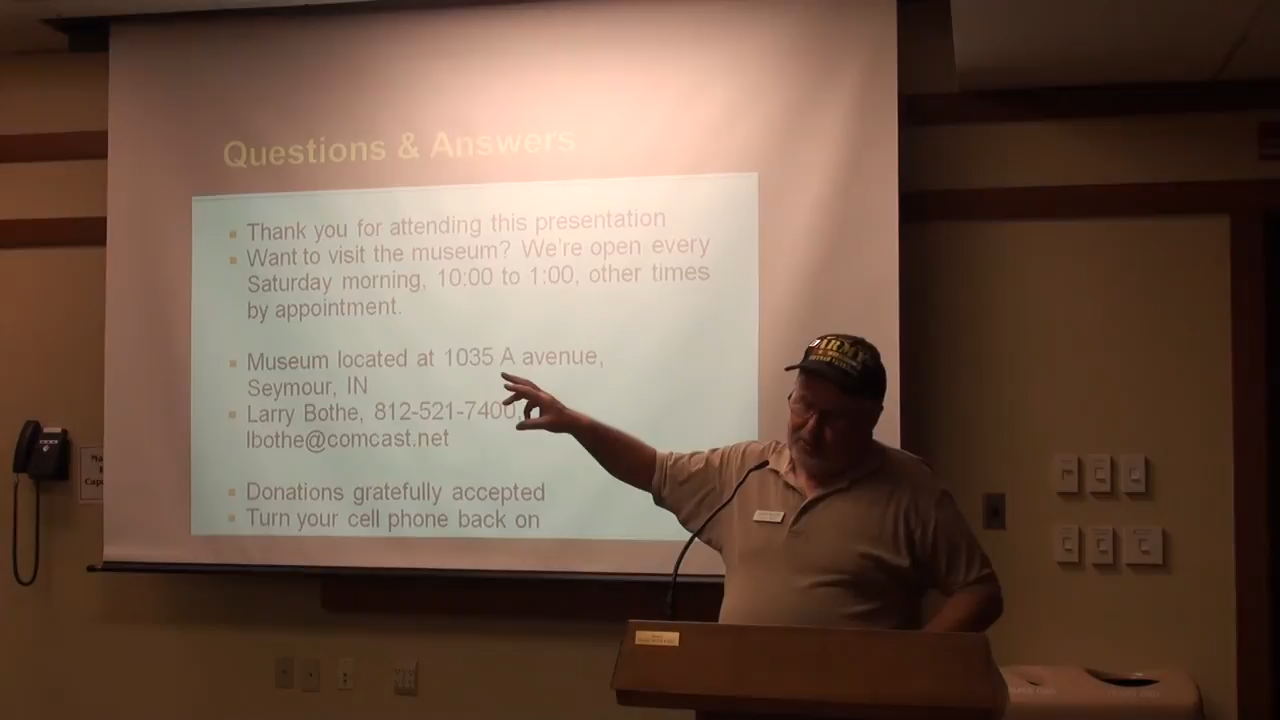 Questions & Answers
Thank you for attending this presentation
Want to visit the museum? We're open every
Saturday morning, 10:00 to 1:00, other times
by appointment.
Museum located at 1035 A avenue,
Seymour, IN
Larry Bothe, 812-521-7400,
lbothe@comcast.net
Donations gratefully accepted
Turn your cell phone back on
ARMY